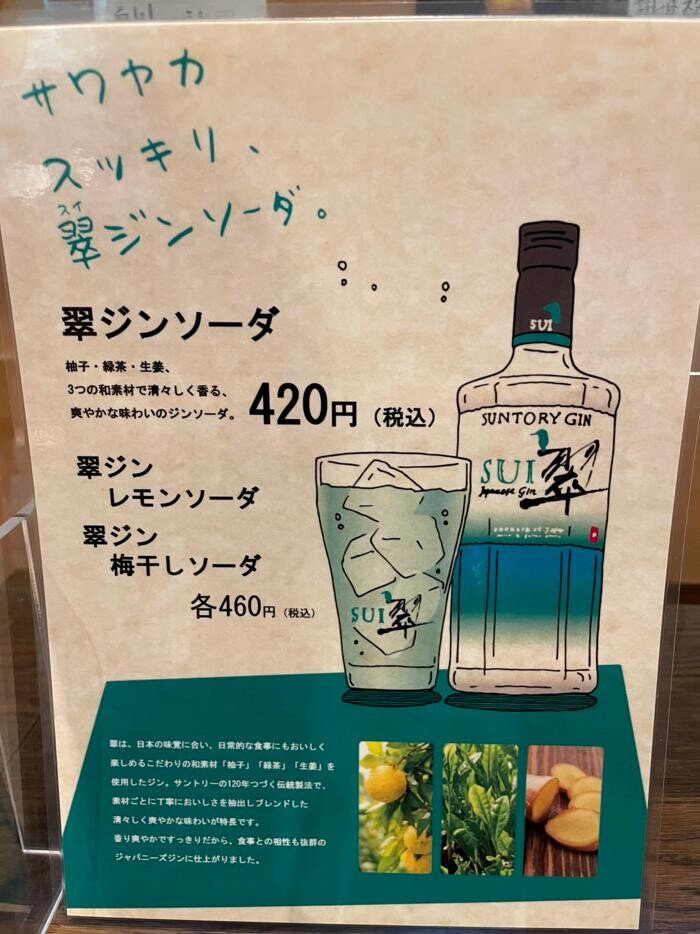 サワヤカ
スッキリ、
スイ
翠ジンソーダ。
翠ジンソーダ
柚子・緑茶・生姜、
3つの和素材で清々しく香る、
爽やかな味わいのジンソーダ。
420円（税込）
翠ジン
レモンソーダ
翠ジン
梅干しソーダ
各460円（税込）
SUI
SUNTORY GIN
SUI翠
Japanese Gin
PRODUCT OF JAPAN
SUI翠
翠は、日本の味覚に合い、日常的な食事にもおいしく
楽しめるこだわりの和素材「柚子」「緑茶」「生姜」を
使用したジン。サントリーの120年つづく伝統製法で、
素材ごとに丁寧においしさを抽出しブレンドした
清々しく爽やかな味わいが特長です。
香り爽やかですっきりだから、食事との相性も抜群の
ジャパニーズジンに仕上がりました。